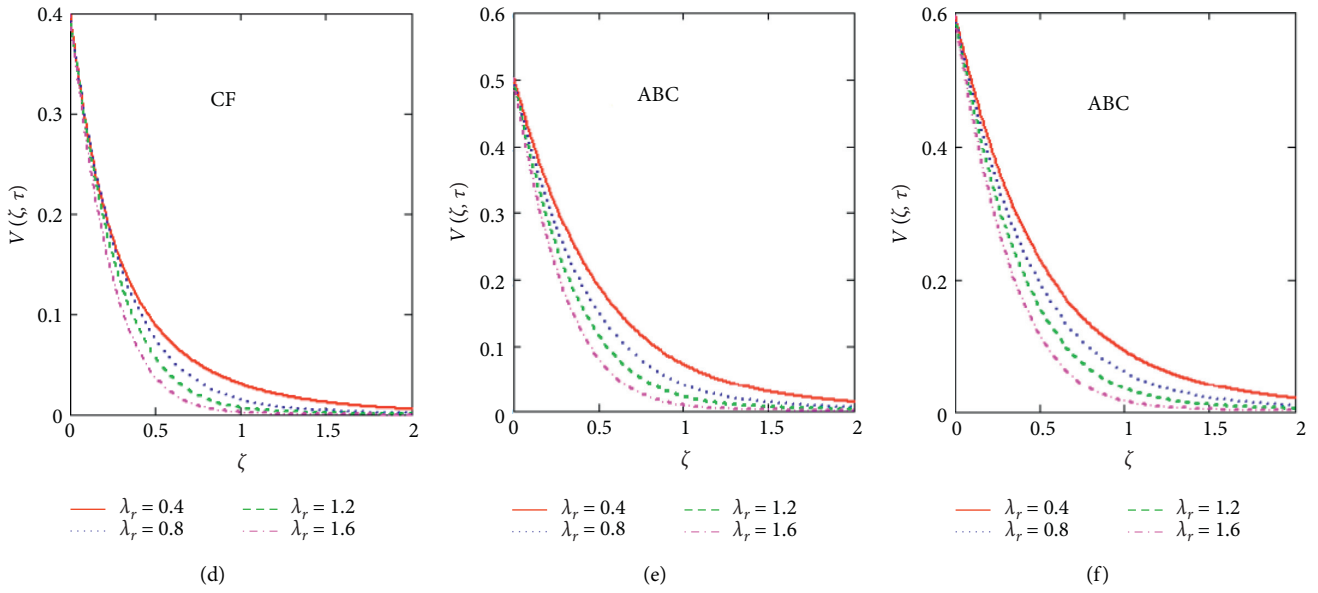 0.4
0.3
0.2
0.1
0
V (ζ, τ)
CF
0 0.5 1 1.5 2
ζ
λr = 0.4
λr = 0.8
λr = 1.2
λr = 1.6
(d)
0.6
0.5
0.4
0.3
0.2
0.1
0
V (ζ, τ)
ABC
0 0.5 1 1.5 2
ζ
λr = 0.4
λr = 0.8
λr = 1.2
λr = 1.6
(e)
0.6
0.4
0.2
0
V (ζ, τ)
ABC
0 0.5 1 1.5 2
ζ
λr = 0.4
λr = 0.8
λr = 1.2
λr = 1.6
(f)